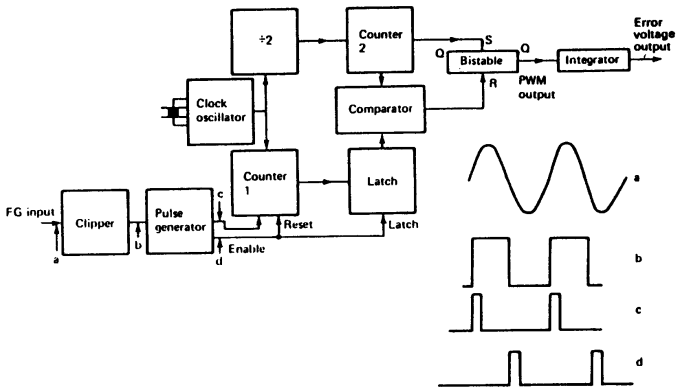 ÷2
Counter
2
S
Q
Q
Bistable
R
PWM
output
Integrator
Error
voltage
output
Clock
oscillator
Comparator
Counter
1
Latch
c
Reset
Latch
FG input
Clipper
Pulse
generator
a
b
d
Enable
a
b
c
d